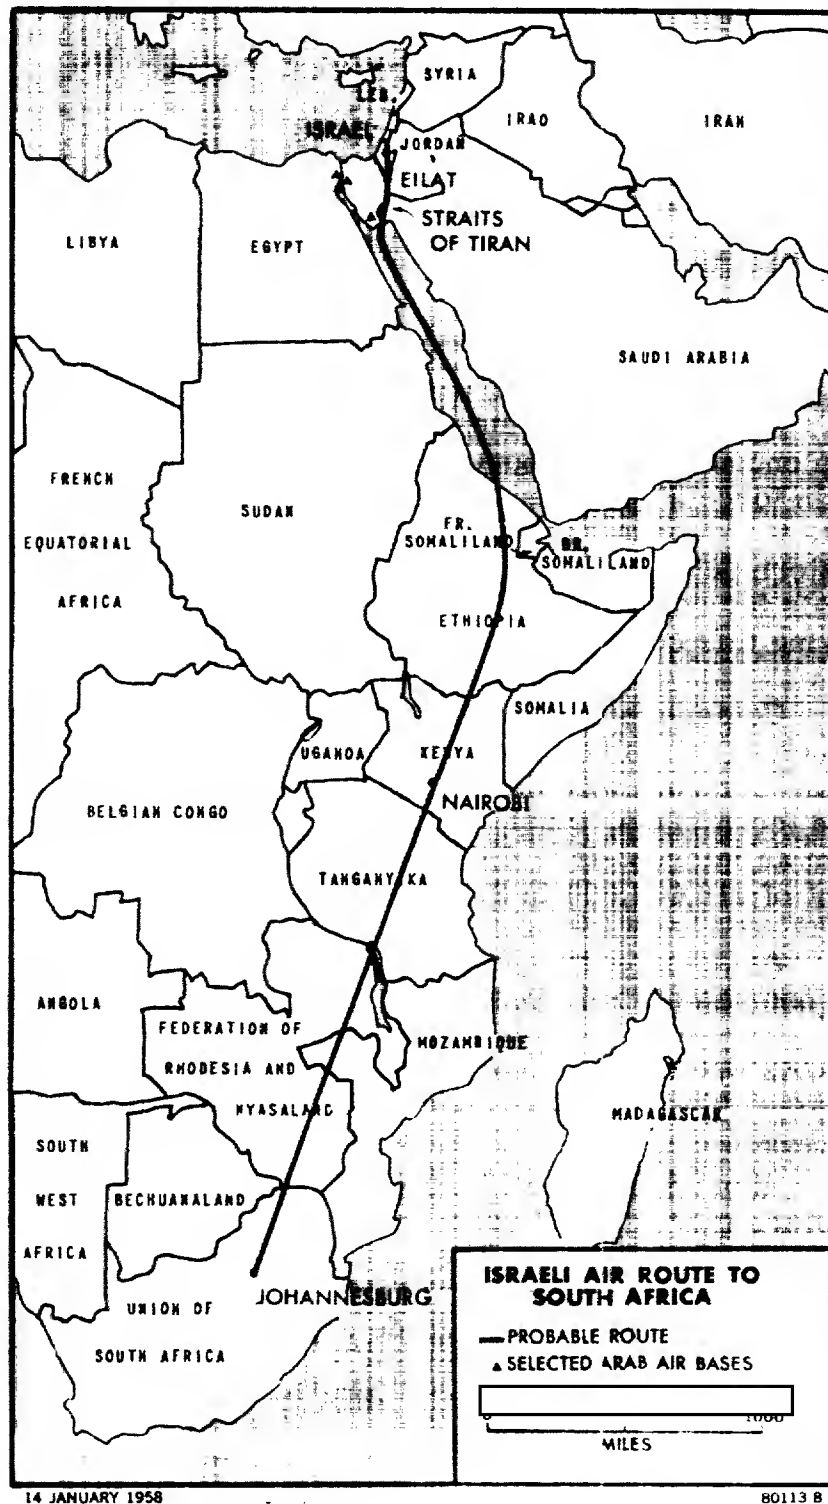 SYRIA
LEB.
IRAQ
IRAN
ISRAEL
JORDAN
EILAT
STRAITS
OF TIRAN
LIBYA
EGYPT
SAUDI ARABIA
FRENCH
EQUATORIAL
AFRICA
SUDAN
FR.
SOMALILAND
BR.
SOMALILAND
ETHIOPIA
SOMALIA
UGANDA
KENYA
NAIROBI
BELGIAN CONGO
TANGANYIKA
ANGOLA
FEDERATION OF
RHODESIA AND
NYASALAND
MOZAMBIQUE
MADAGASCAR
SOUTH
WEST
AFRICA
BECHUANALAND
JOHANNESBURG
UNION OF
SOUTH AFRICA
ISRAELI AIR ROUTE TO
SOUTH AFRICA
PROBABLE ROUTE
SELECTED ARAB AIR BASES
0 1000
MILES
14 JANUARY 1958
80113 8